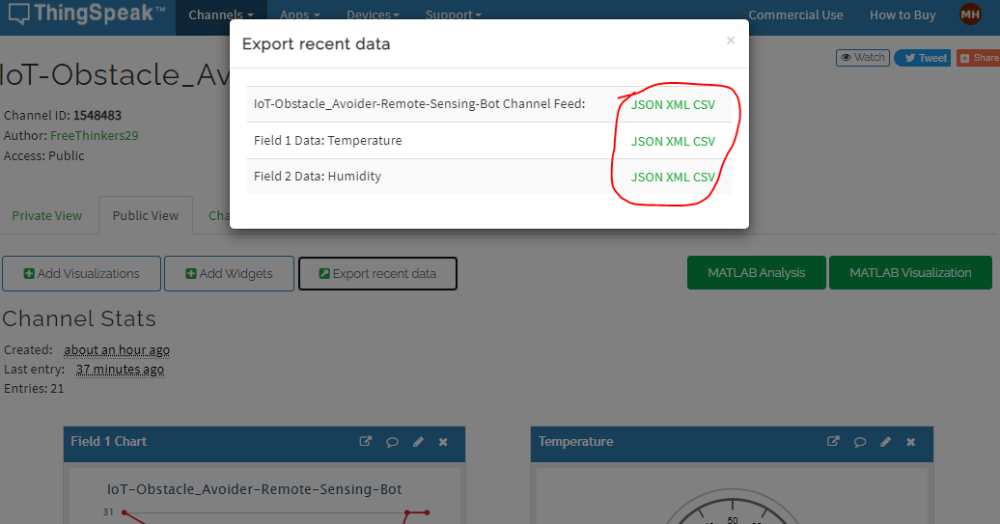 ThingSpeak™ Channels Apps Devices Support Commercial Use How to Buy MH
Export recent data ×
IoT-Obstacle_Av
Watch Tweet Share
Channel ID: 1548483
Author: FreeThinkers29
Access: Public
IoT-Obstacle_Avoider-Remote-Sensing-Bot Channel Feed: JSON XML CSV
Field 1 Data: Temperature JSON XML CSV
Field 2 Data: Humidity JSON XML CSV
Private View Public View Cha
Add Visualizations Add Widgets Export recent data MATLAB Analysis MATLAB Visualization
Channel Stats
Created: about an hour ago
Last entry: 37 minutes ago
Entries: 21
Field 1 Chart Temperature
IoT-Obstacle_Avoider-Remote-Sensing-Bot
31
50